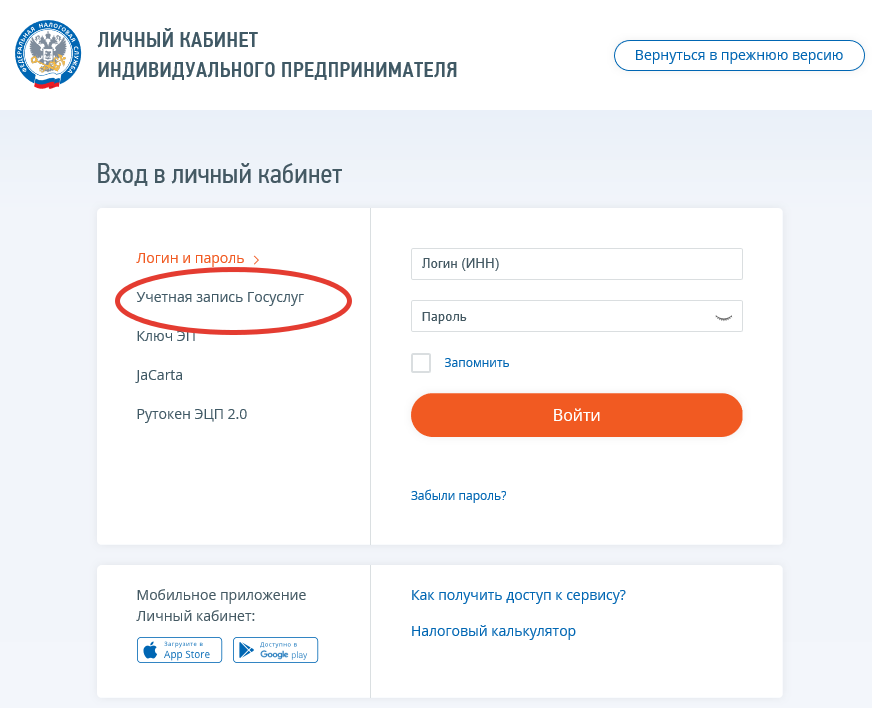 ФЕДЕРАЛЬНАЯ НАЛОГОВАЯ СЛУЖБА
ЛИЧНЫЙ КАБИНЕТ
ИНДИВИДУАЛЬНОГО ПРЕДПРИНИМАТЕЛЯ
Вернуться в прежнюю версию
Вход в личный кабинет
Логин и пароль
Учетная запись Госуслуг
Ключ ЭП
JaCarta
Рутокен ЭЦП 2.0
Логин (ИНН)
Пароль
Запомнить
Войти
Забыли пароль?
Мобильное приложение
Личный кабинет:
Загрузите в
App Store
Доступно в
Google play
Как получить доступ к сервису?
Налоговый калькулятор